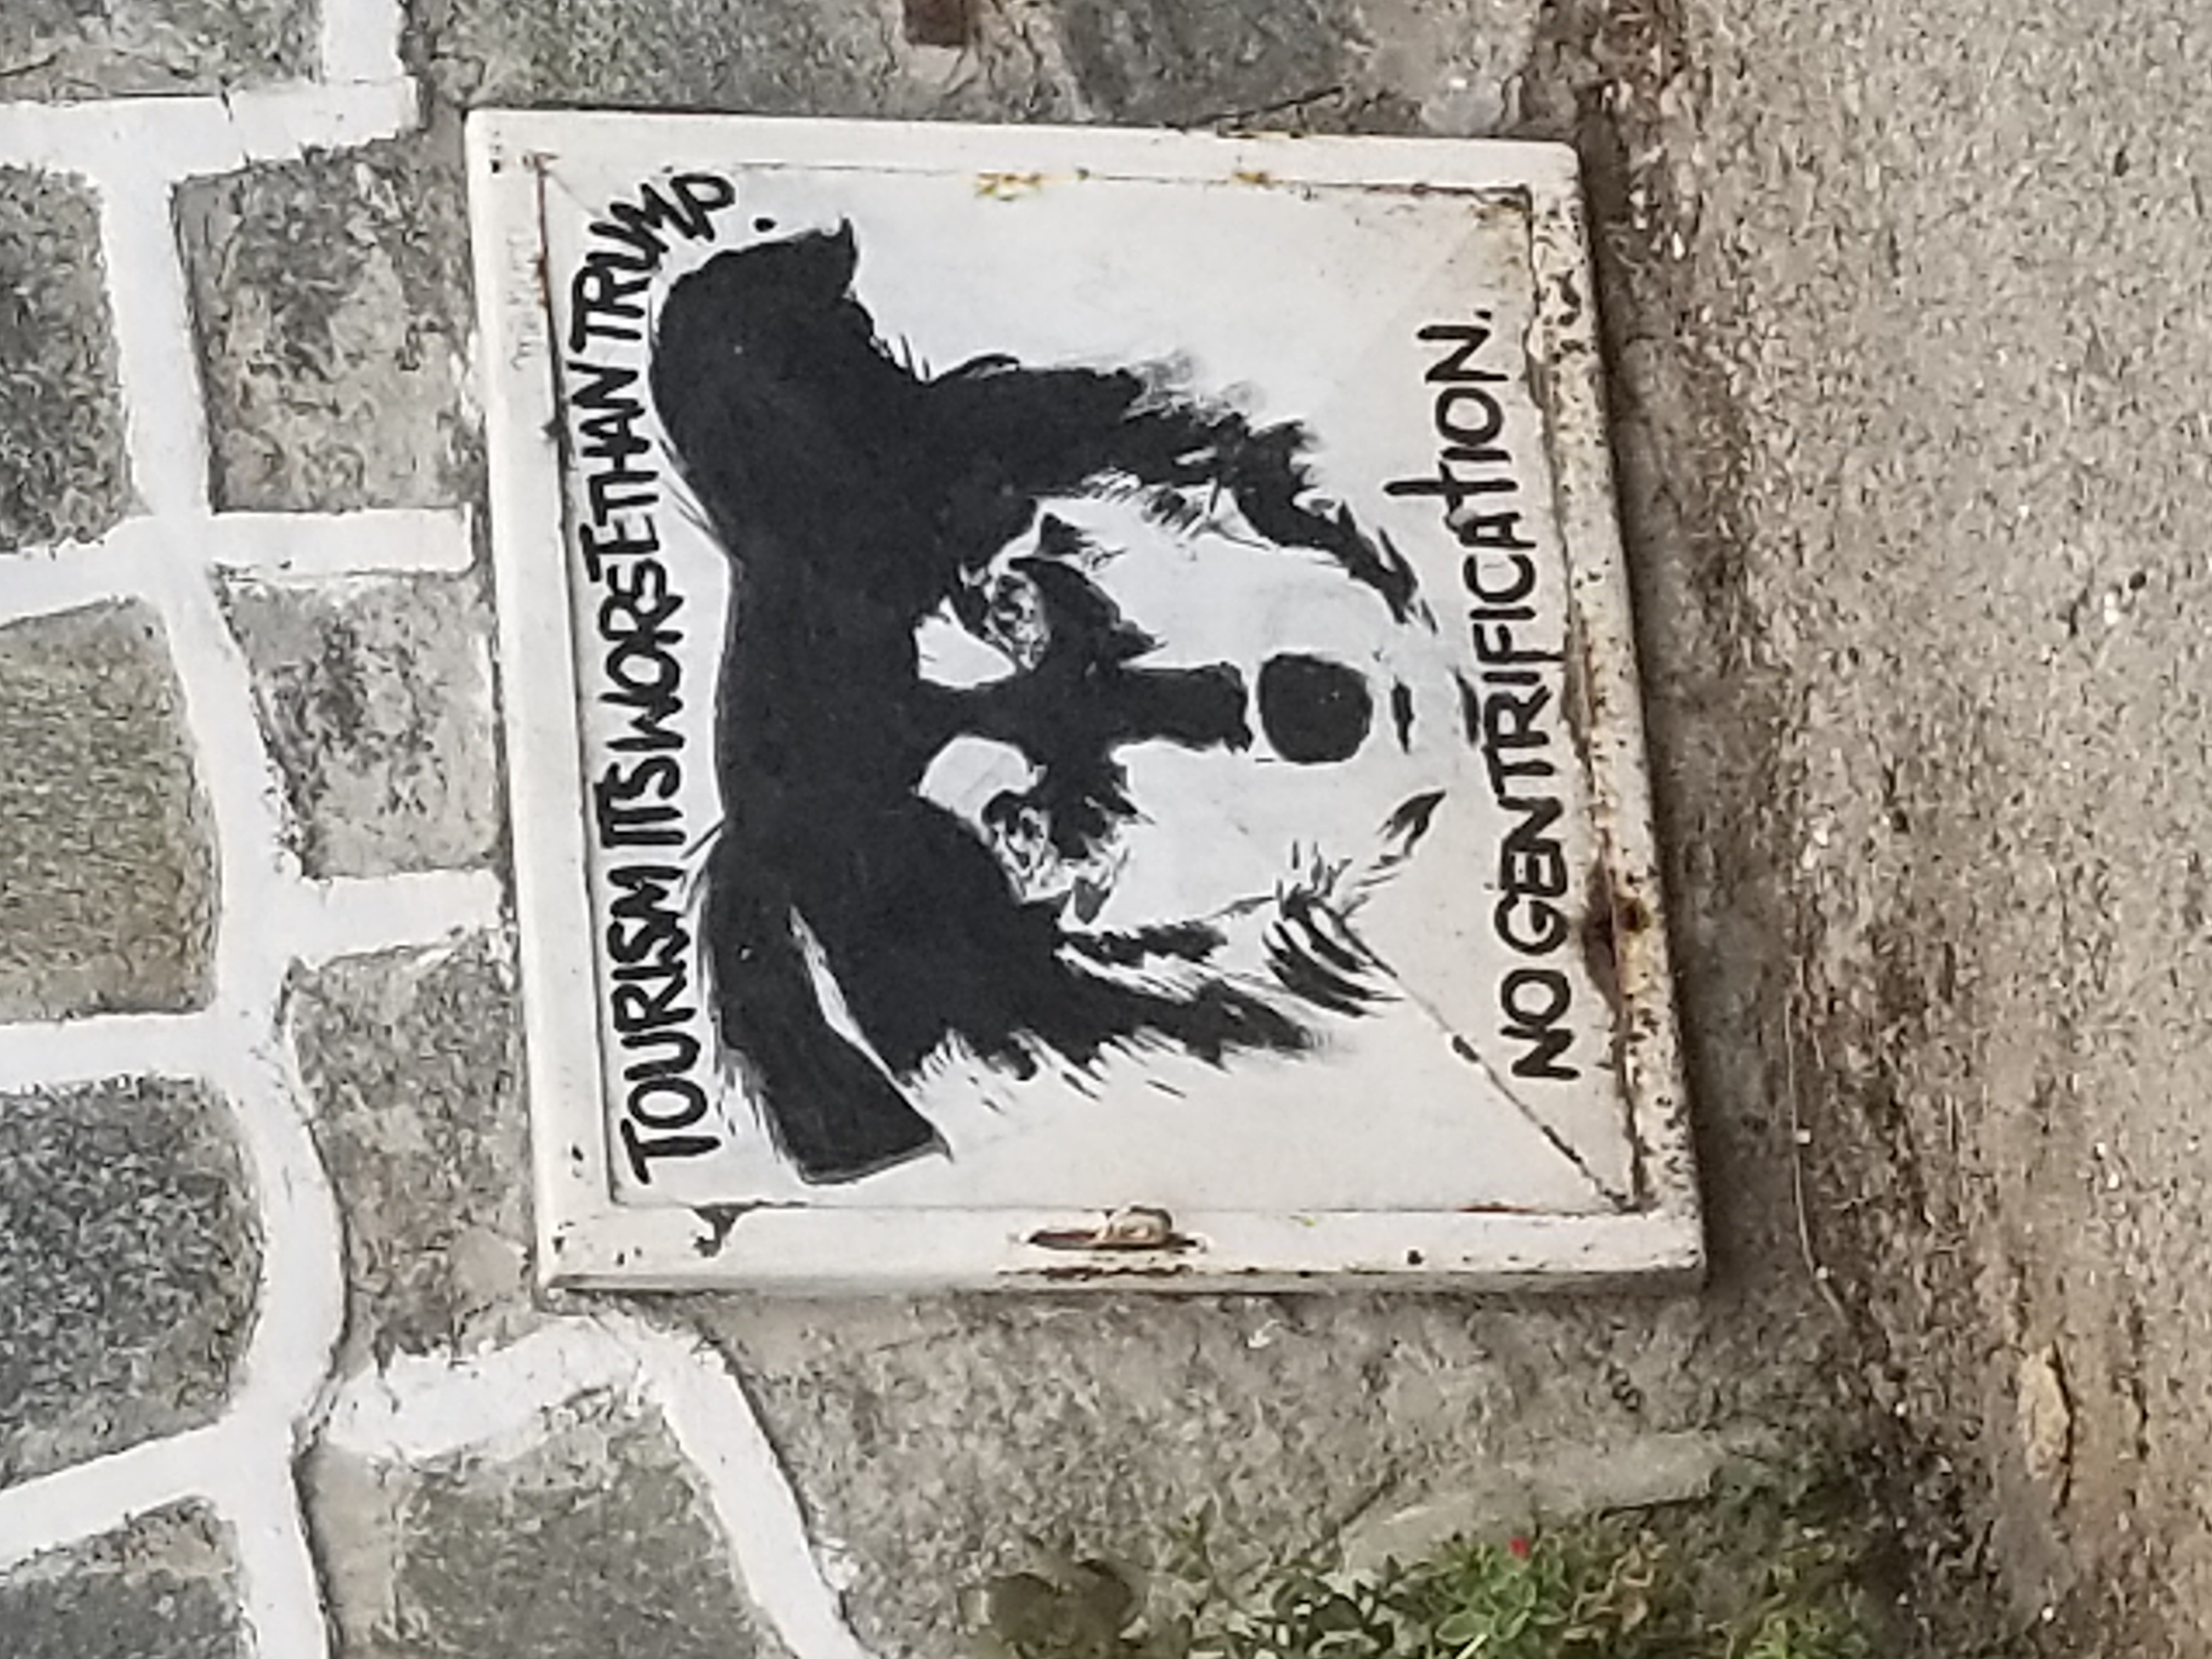 TOURISM ITS WORSE THAN TRUMP.
NO GENTRIFICATION.